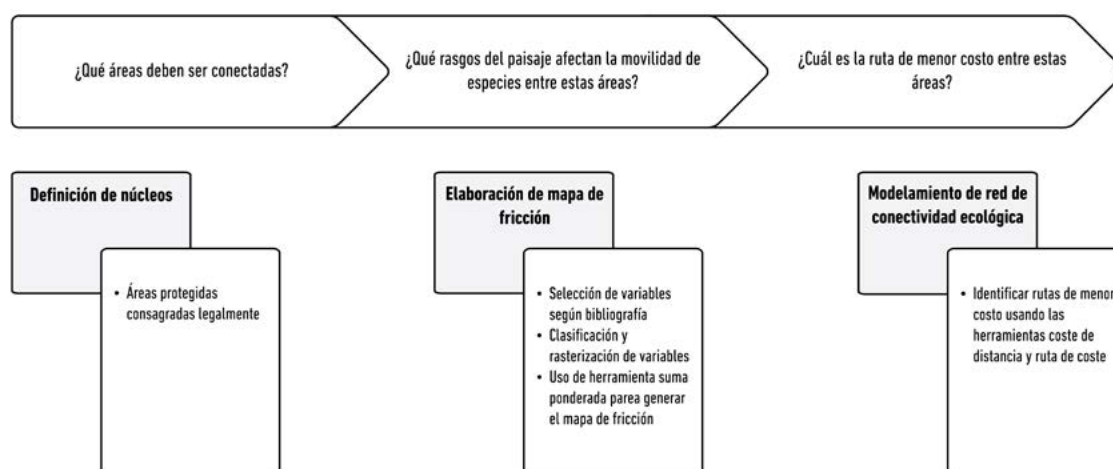 ¿Qué áreas deben ser conectadas?
¿Qué rasgos del paisaje afectan la movilidad de
especies entre estas áreas?
¿Cuál es la ruta de menor costo entre estas
áreas?
Definición de núcleos
• Áreas protegidas
consagradas legalmente
Elaboración de mapa de
fricción
• Selección de variables
según bibliografía
• Clasificación y
rasterización de variables
• Uso de herramienta suma
ponderada parea generar
el mapa de fricción
Modelamiento de red de
conectividad ecológica
• Identificar rutas de menor
costo usando las
herramientas coste de
distancia y ruta de coste